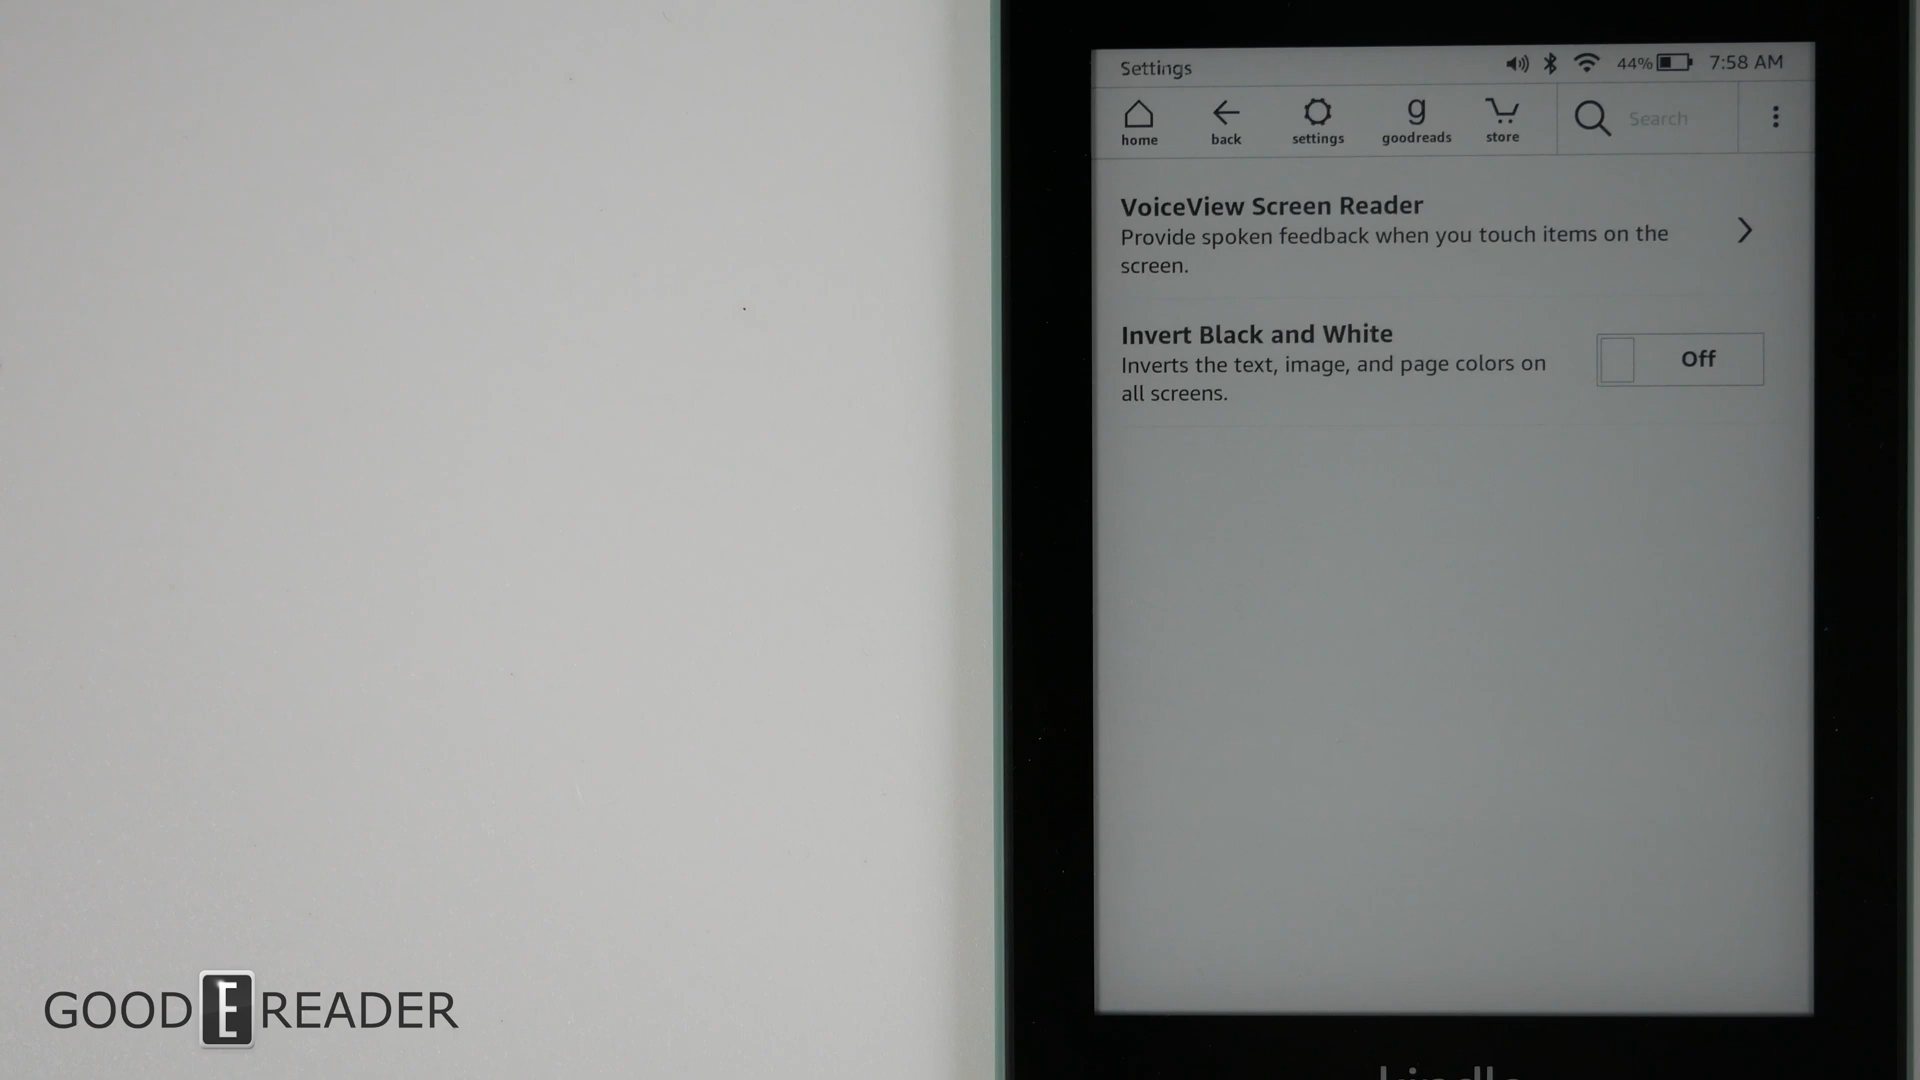 Settings
44%
7:58 AM
home
back
settings
goodreads
store
Search
VoiceView Screen Reader
Provide spoken feedback when you touch items on the
screen.
Invert Black and White
Inverts the text, image, and page colors on
all screens.
Off
GOOD E READER
kindle